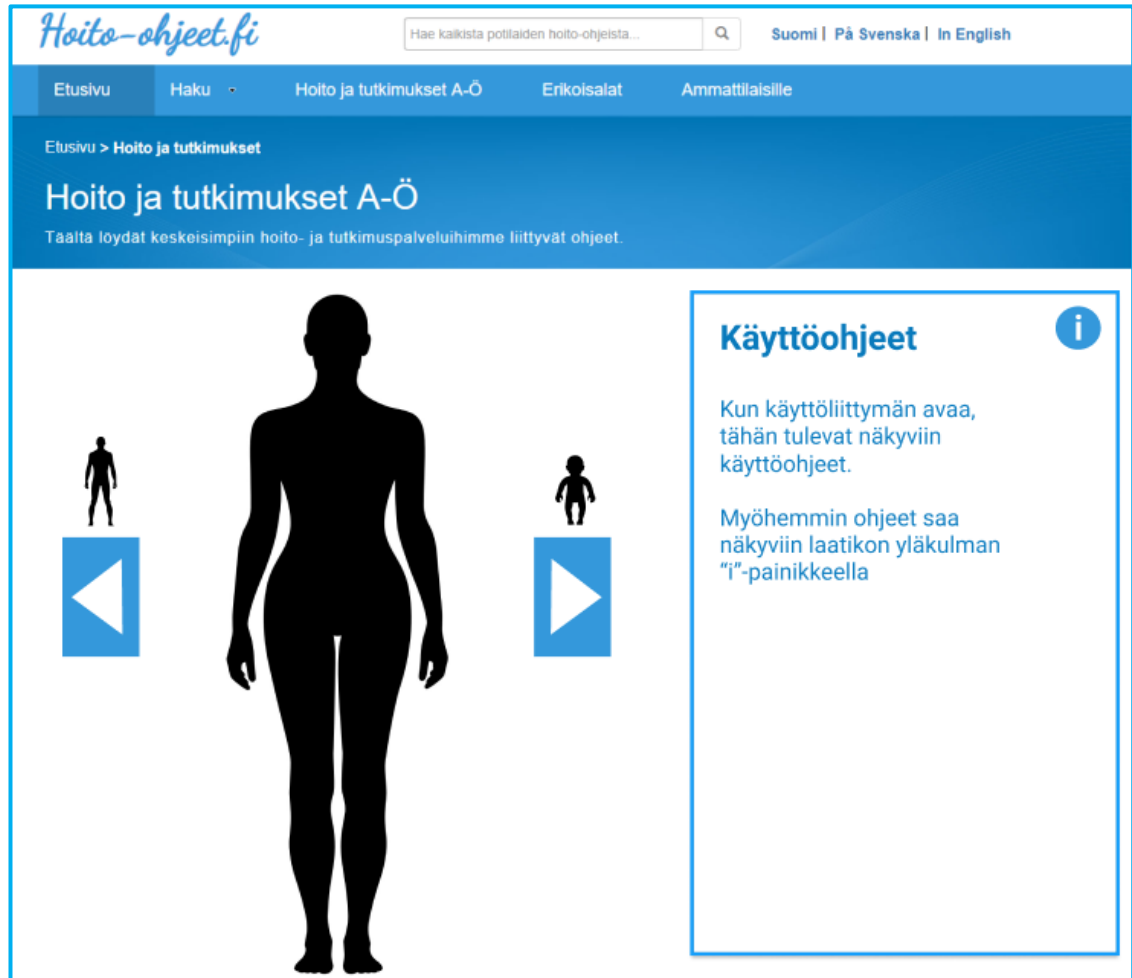 Hoito-ohjeet.fi
Hae kaikista potilaiden hoito-ohjeista...
Suomi | På Svenska | In English
Etusivu Haku Hoito ja tutkimukset A-Ö Erikoisalat Ammattilaisille
Etusivu > Hoito ja tutkimukset
Hoito ja tutkimukset A-Ö
Täältä löydät keskeisimpiin hoito- ja tutkimuspalveluihimme liittyvät ohjeet.
Käyttöohjeet
i
Kun käyttöliittymän avaa,
tähän tulevat näkyviin
käyttöohjeet.
Myöhemmin ohjeet saa
näkyviin laatikon yläkulman
“i”-painikkeella